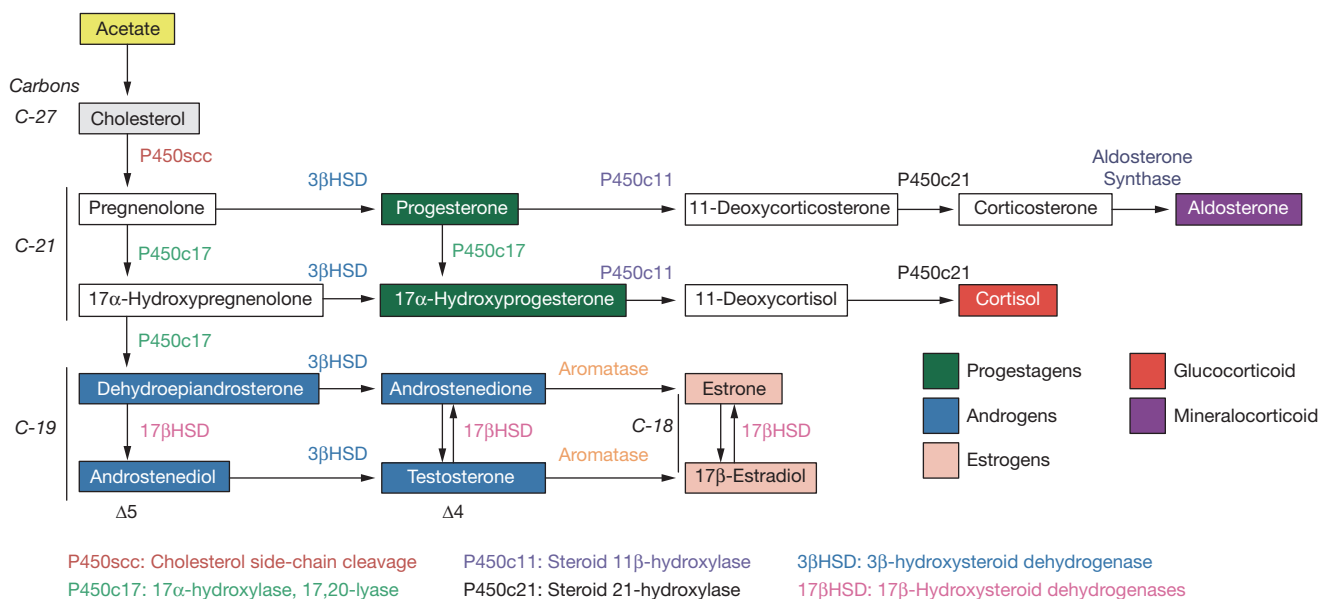 Acetate
Carbons
C-27
Cholesterol
P450scc
Aldosterone
Synthase
3βHSD
P450c11
P450c21
Pregnenolone
Progesterone
11-Deoxycorticosterone
Corticosterone
Aldosterone
C-21
P450c17
P450c17
3βHSD
P450c11
P450c21
17α-Hydroxypregnenolone
17α-Hydroxyprogesterone
11-Deoxycortisol
Cortisol
P450c17
3βHSD
Aromatase
Dehydroepiandrosterone
Androstenedione
Estrone
C-19
17βHSD
17βHSD
C-18
17βHSD
3βHSD
Aromatase
Androstenediol
Testosterone
17β-Estradiol
Δ5
Δ4
Progestagens
Glucocorticoid
Androgens
Mineralocorticoid
Estrogens
P450scc: Cholesterol side-chain cleavage
P450c11: Steroid 11β-hydroxylase
3βHSD: 3β-hydroxysteroid dehydrogenase
P450c17: 17α-hydroxylase, 17,20-lyase
P450c21: Steroid 21-hydroxylase
17βHSD: 17β-Hydroxysteroid dehydrogenases